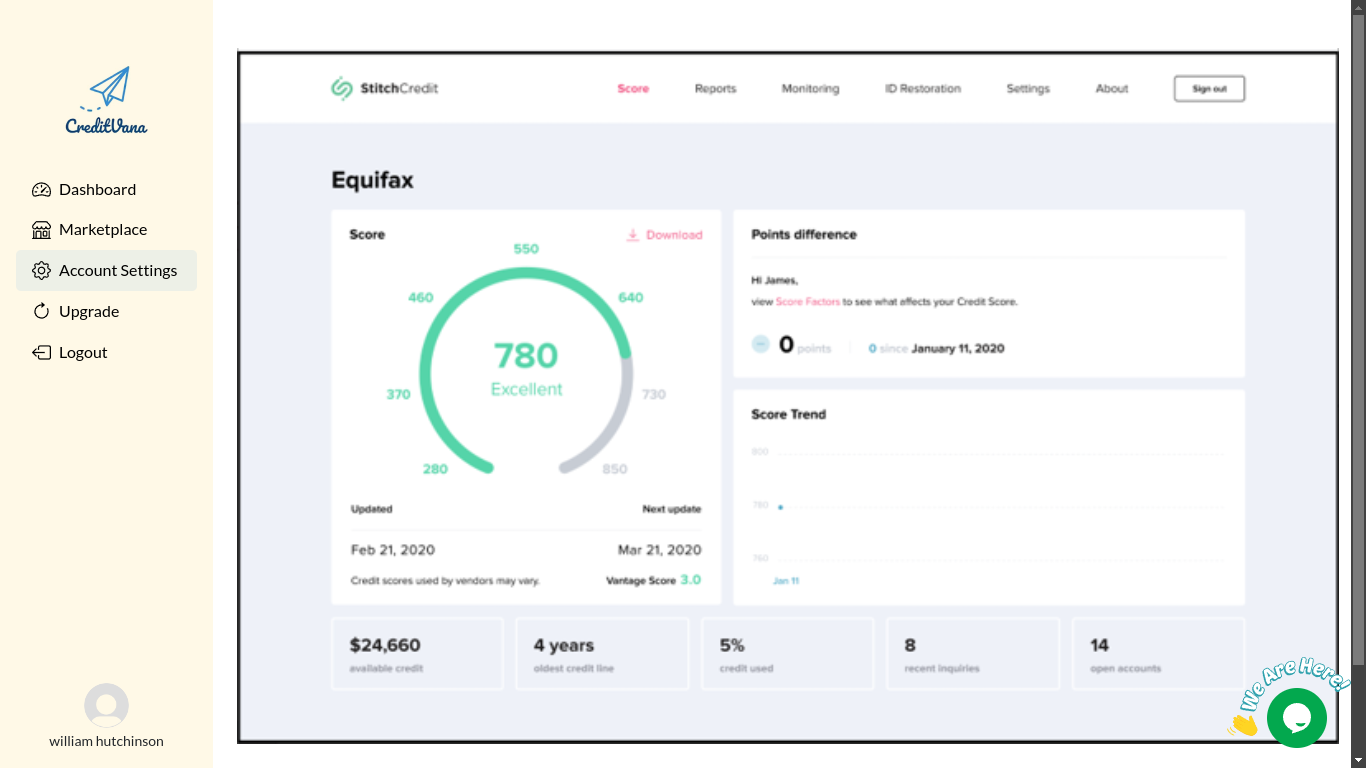 CreditVana
Dashboard
Marketplace
Account Settings
Upgrade
Logout
william hutchinson
StitchCredit
Score
Reports
Monitoring
ID Restoration
Settings
About
Sign out
Equifax
Score
Download
550
460
640
780
Excellent
370
730
280
850
Updated
Next update
Feb 21, 2020
Mar 21, 2020
Credit scores used by vendors may vary.
Vantage Score 3.0
Points difference
Hi James,
view Score Factors to see what affects your Credit Score.
0 points
0 since January 11, 2020
Score Trend
800
780
760
Jan 11
$24,660
available credit
4 years
oldest credit line
5%
credit used
8
recent inquiries
14
open accounts
We Are Here!